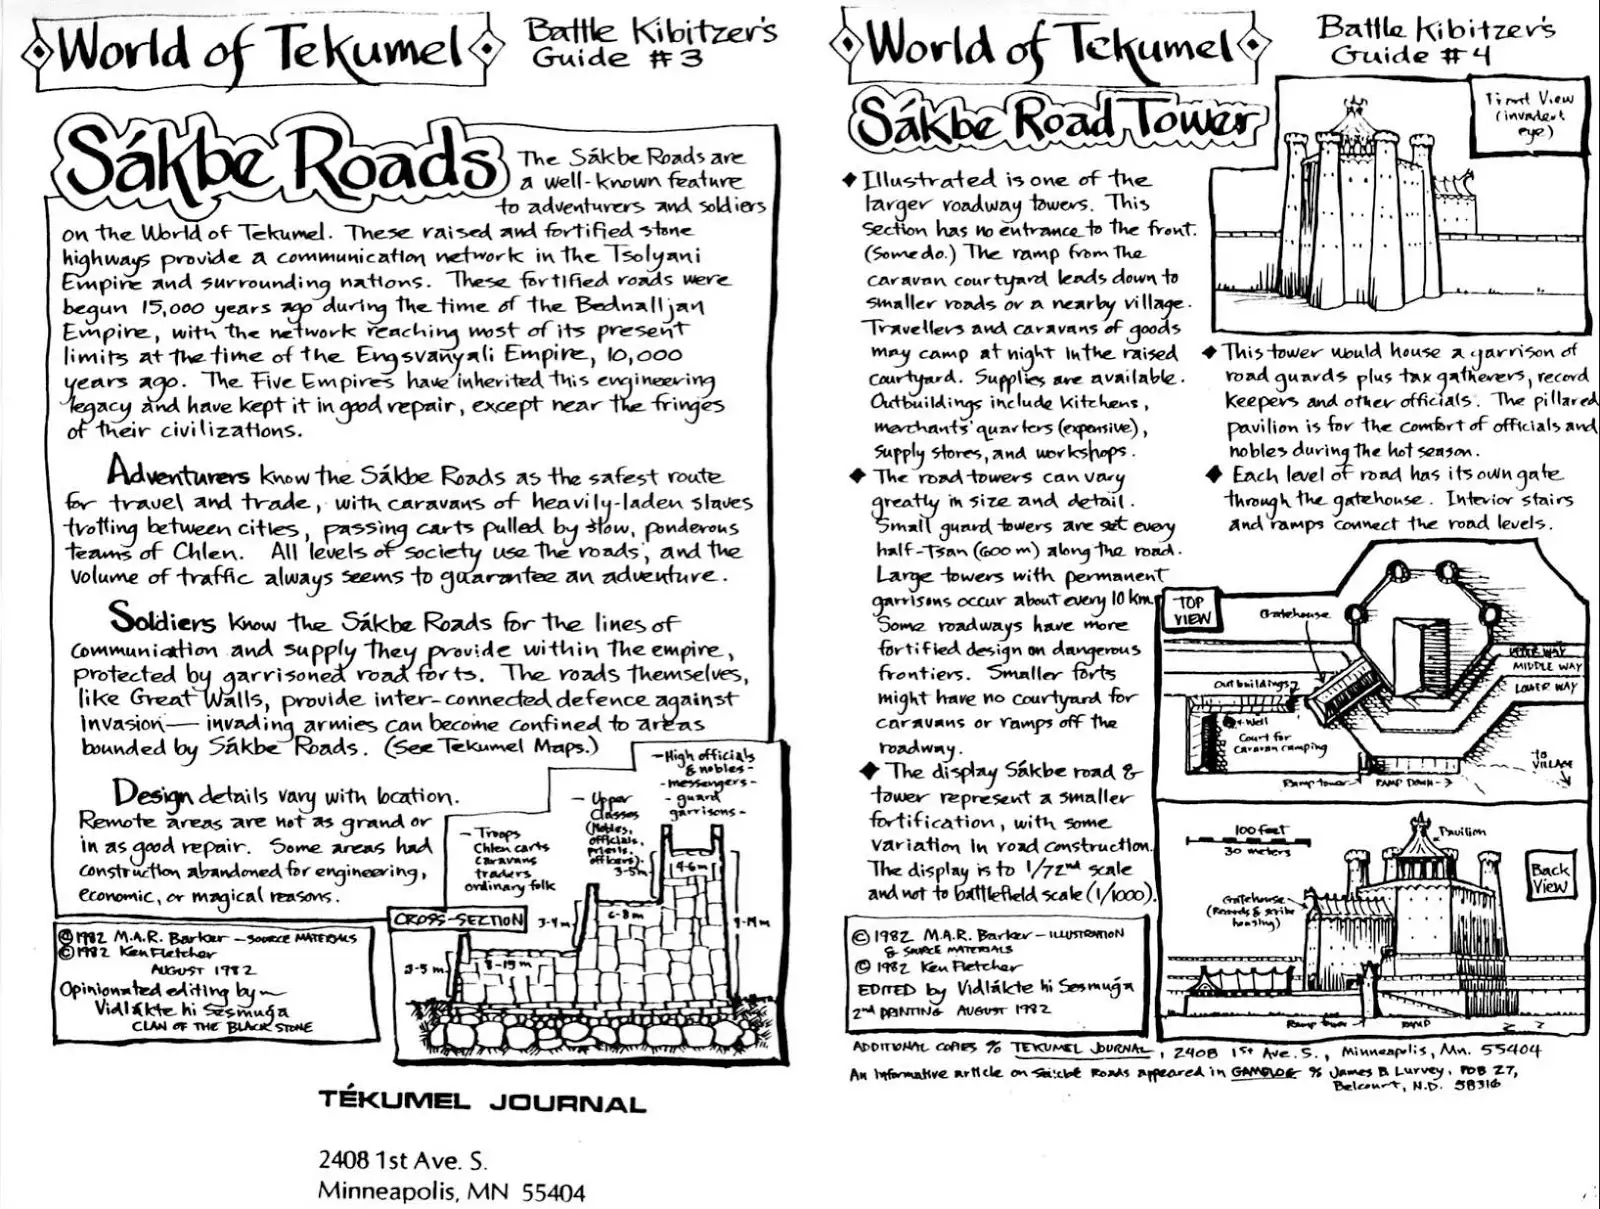 World of Tekumel
Battle Kibitzer's
Guide #3
Sákbe Roads
The Sákbe Roads are
a well-known feature
to adventurers and soldiers
on the World of Tekumel. These raised and fortified stone
highways provide a communication network in the Tsolyani
Empire and surrounding nations. These fortified roads were
begun 15,000 years ago during the time of the Bednalljan
Empire, with the network reaching most of its present
limits at the time of the Engsvanyali Empire, 10,000
years ago. The Five Empires have inherited this engineering
legacy and have kept it in good repair, except near the fringes
of their civilizations.
Adventurers know the Sákbe Roads as the safest route
for travel and trade, with caravans of heavily-laden slaves
trotting between cities, passing carts pulled by slow, ponderous
teams of Chlen. All levels of society use the roads, and the
volume of traffic always seems to guarantee an adventure.
Soldiers know the Sákbe Roads for the lines of
communication and supply they provide within the empire,
protected by garrisoned road forts. The roads themselves,
like Great Walls, provide inter-connected defence against
invasion — invading armies can become confined to areas
bounded by Sákbe Roads. (See Tekumel Maps.)
Design details vary with location.
Remote areas are not as grand or
in as good repair. Some areas had
construction abandoned for engineering,
economic, or magical reasons.
- High officials
& nobles -
- messengers -
- guard
garrisons -
- Upper
Classes
(Nobles,
officials,
priests,
officers).
- Troops
Chlen carts
Caravans
traders
ordinary folk
CROSS-SECTION
3-5m
4-6m
6-8m
3-4m
9-14m
3-5m
8-15m
© 1982 M.A.R. Barker - SOURCE MATERIALS
© 1982 Ken Fletcher
AUGUST 1982
Opinionated editing by
Vidlákte hi Sesmuga
CLAN OF THE BLACK STONE
TÉKUMEL JOURNAL
2408 1st Ave. S.
Minneapolis, MN 55404
World of Tekumel
Battle Kibitzer's
Guide #4
Sákbe Road Tower
Front View
(invader's
eye)
◆ Illustrated is one of the
larger roadway towers. This
section has no entrance to the front.
(Some do.) The ramp from the
caravan courtyard leads down to
smaller roads or a nearby village.
Travellers and caravans of goods
may camp at night in the raised
courtyard. Supplies are available.
Outbuildings include kitchens,
merchants' quarters (expensive),
supply stores, and workshops.
◆ The road towers can vary
greatly in size and detail.
Small guard towers are set every
half-Tsan (600 m) along the road.
Large towers with permanent
garrisons occur about every 10 km.
Some roadways have more
fortified design on dangerous
frontiers. Smaller forts
might have no courtyard for
caravans or ramps off the
roadway.
◆ The display Sákbe road &
tower represent a smaller
fortification, with some
variation in road construction.
The display is to 1/72nd scale
and not to battlefield scale (1/1000).
◆ This tower would house a garrison of
road guards plus tax gatherers, record
keepers and other officials. The pillared
pavilion is for the comfort of officials and
nobles during the hot season.
◆ Each level of road has its own gate
through the gatehouse. Interior stairs
and ramps connect the road levels.
TOP
VIEW
Gatehouse
UPPER WAY
MIDDLE WAY
LOWER WAY
Outbuildings
Well
Court for
caravan camping
Ramp tower
RAMP DOWN
to
VILLAGE
100 feet
30 meters
Pavilion
Back
View
Gatehouse
(Records & scribe
housing)
Ramp tower
RAMP
© 1982 M.A.R. Barker - ILLUSTRATION
& SOURCE MATERIALS
© 1982 Ken Fletcher
EDITED by Vidlákte hi Sesmuga
2nd PRINTING AUGUST 1982
ADDITIONAL COPIES % TEKUMEL JOURNAL, 2408 1st Ave. S., Minneapolis, Mn. 55404
An informative article on Sákbe Roads appeared in GAMELOG % James B Lurvey, POB 27,
Belcourt, N.D. 58316